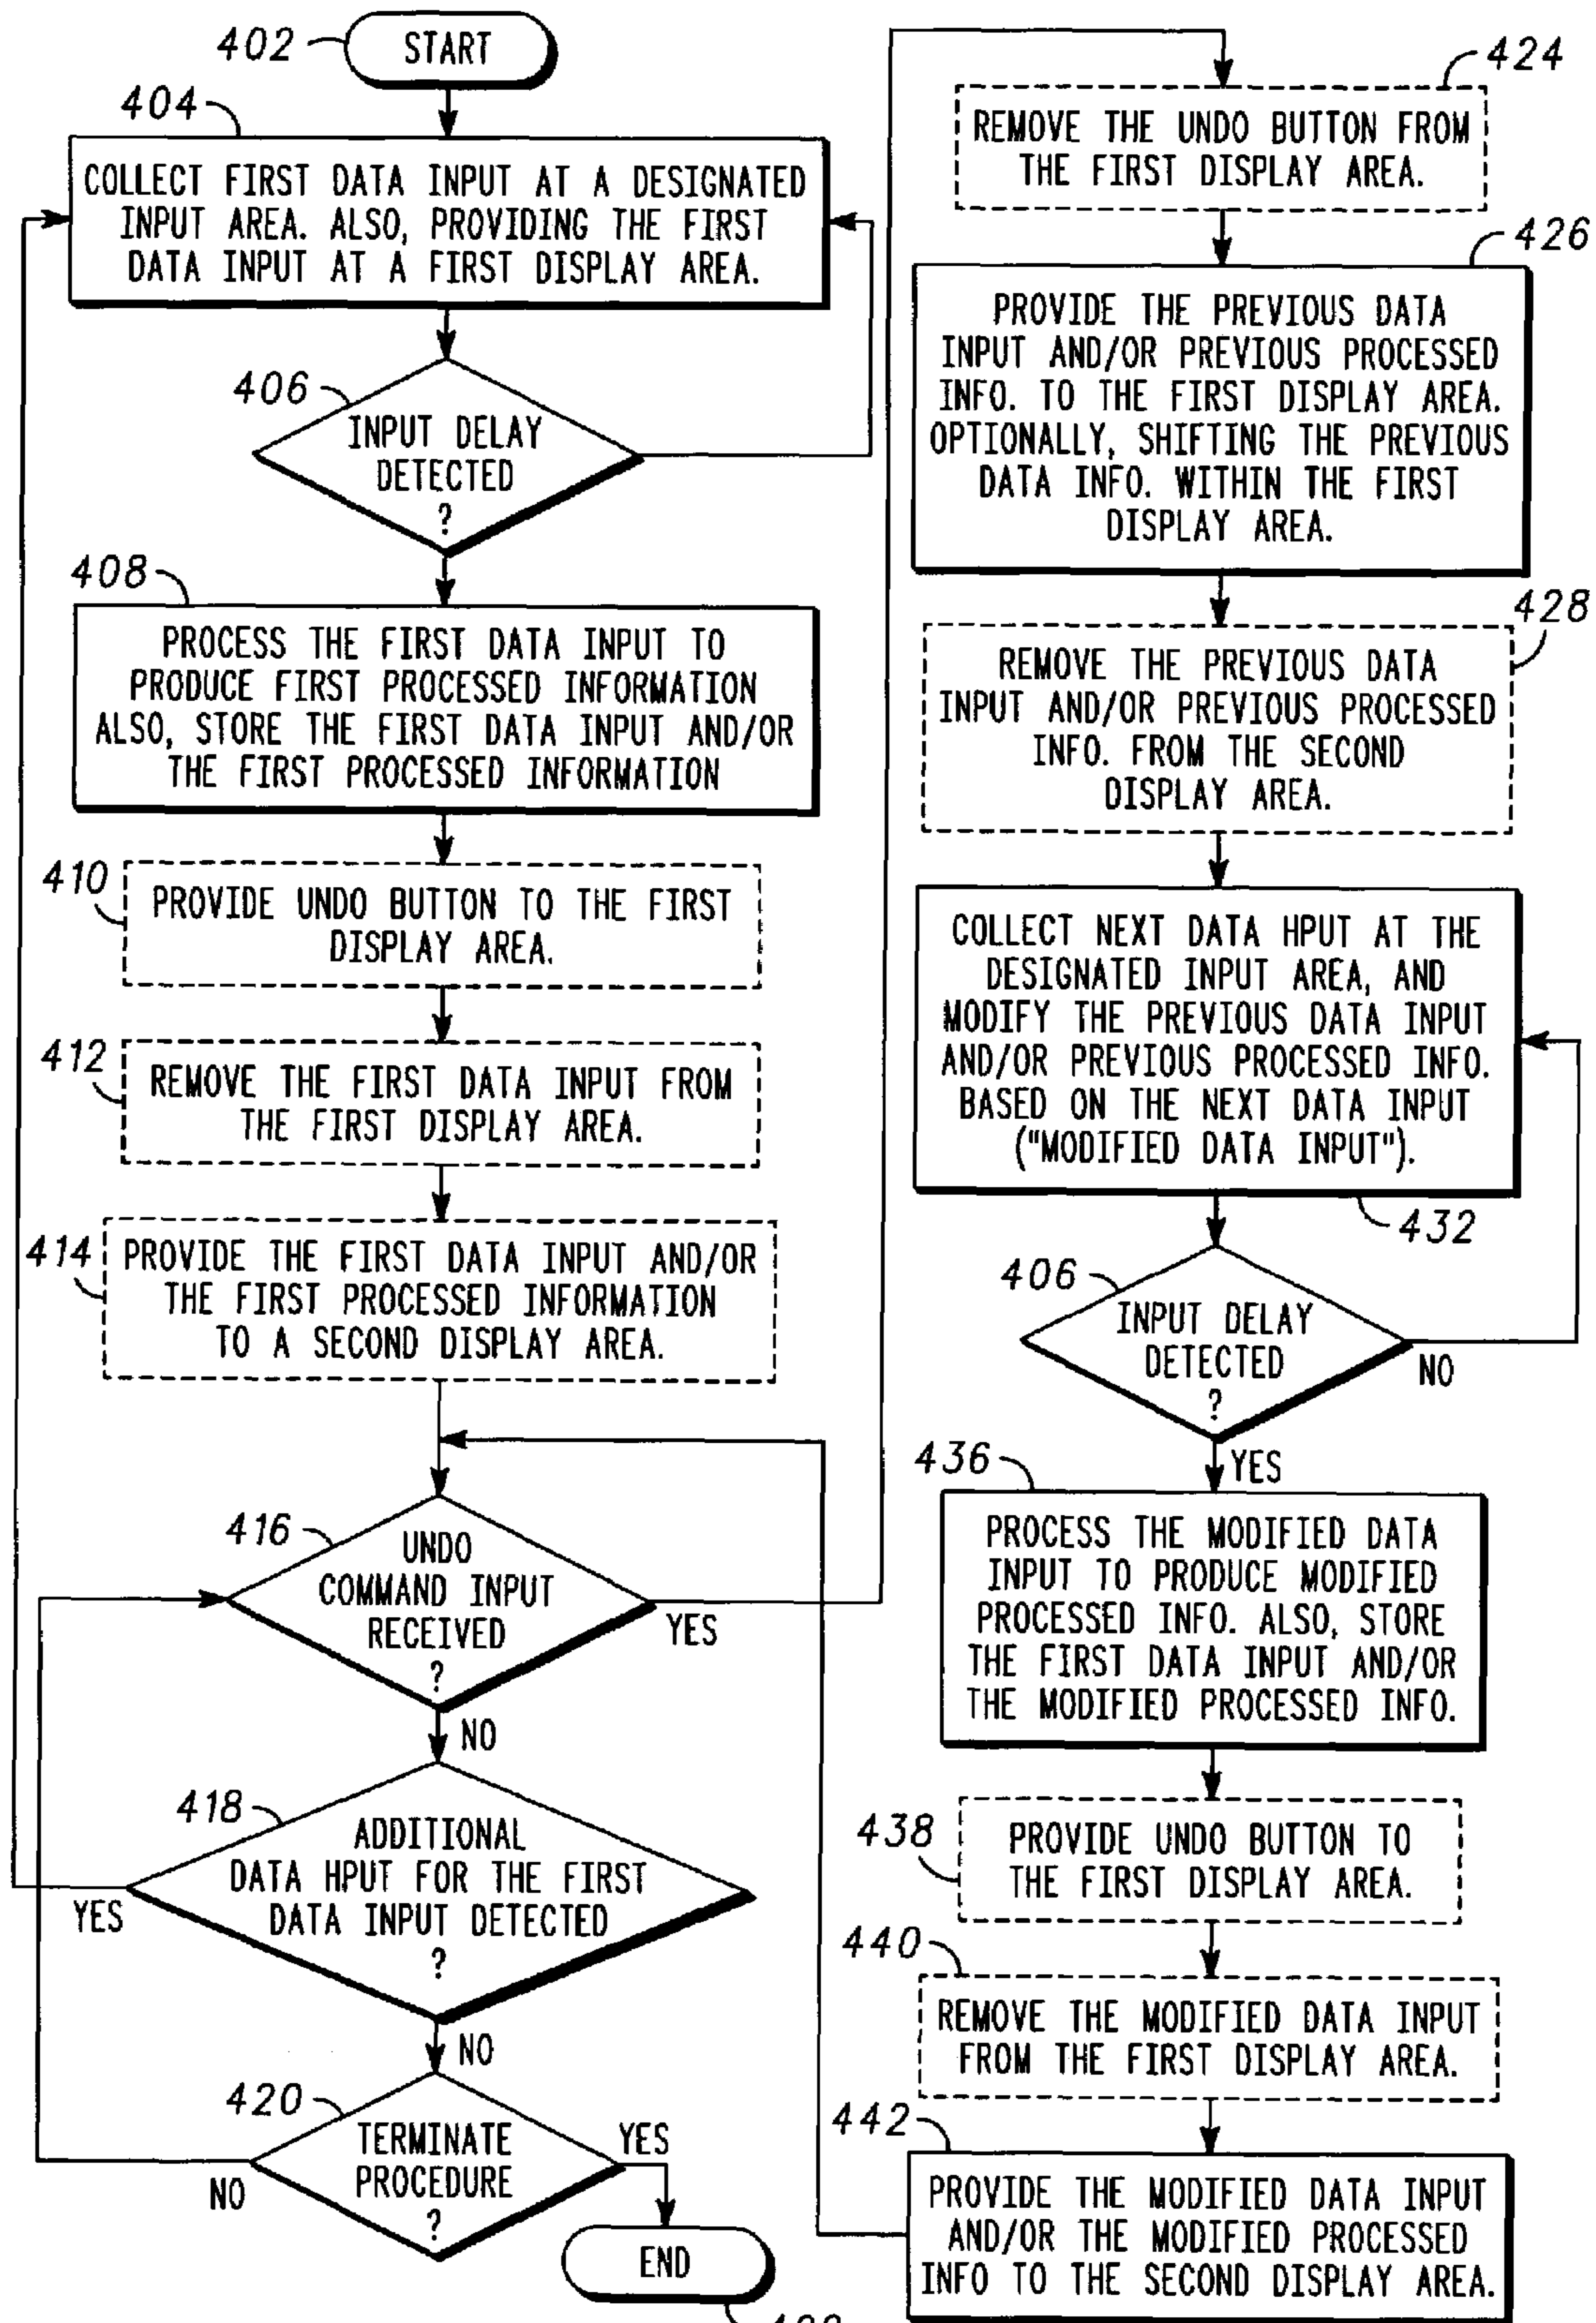 402
START
404
COLLECT FIRST DATA INPUT AT A DESIGNATED
INPUT AREA. ALSO, PROVIDING THE FIRST
DATA INPUT AT A FIRST DISPLAY AREA.
406
INPUT DELAY
DETECTED
?
408
PROCESS THE FIRST DATA INPUT TO
PRODUCE FIRST PROCESSED INFORMATION
ALSO, STORE THE FIRST DATA INPUT AND/OR
THE FIRST PROCESSED INFORMATION
410
PROVIDE UNDO BUTTON TO THE FIRST
DISPLAY AREA.
412
REMOVE THE FIRST DATA INPUT FROM
THE FIRST DISPLAY AREA.
414
PROVIDE THE FIRST DATA INPUT AND/OR
THE FIRST PROCESSED INFORMATION
TO A SECOND DISPLAY AREA.
416
UNDO
COMMAND INPUT
RECEIVED
?
YES
NO
418
ADDITIONAL
DATA HPUT FOR THE FIRST
DATA INPUT DETECTED
?
YES
NO
420
TERMINATE
PROCEDURE
?
YES
NO
END
424
REMOVE THE UNDO BUTTON FROM
THE FIRST DISPLAY AREA.
426
PROVIDE THE PREVIOUS DATA
INPUT AND/OR PREVIOUS PROCESSED
INFO. TO THE FIRST DISPLAY AREA.
OPTIONALLY, SHIFTING THE PREVIOUS
DATA INFO. WITHIN THE FIRST
DISPLAY AREA.
428
REMOVE THE PREVIOUS DATA
INPUT AND/OR PREVIOUS PROCESSED
INFO. FROM THE SECOND
DISPLAY AREA.
COLLECT NEXT DATA HPUT AT THE
DESIGNATED INPUT AREA, AND
MODIFY THE PREVIOUS DATA INPUT
AND/OR PREVIOUS PROCESSED INFO.
BASED ON THE NEXT DATA INPUT
("MODIFIED DATA INPUT").
432
406
INPUT DELAY
DETECTED
?
NO
YES
436
PROCESS THE MODIFIED DATA
INPUT TO PRODUCE MODIFIED
PROCESSED INFO. ALSO, STORE
THE FIRST DATA INPUT AND/OR
THE MODIFIED PROCESSED INFO.
438
PROVIDE UNDO BUTTON TO
THE FIRST DISPLAY AREA.
440
REMOVE THE MODIFIED DATA INPUT
FROM THE FIRST DISPLAY AREA.
442
PROVIDE THE MODIFIED DATA INPUT
AND/OR THE MODIFIED PROCESSED
INFO TO THE SECOND DISPLAY AREA.